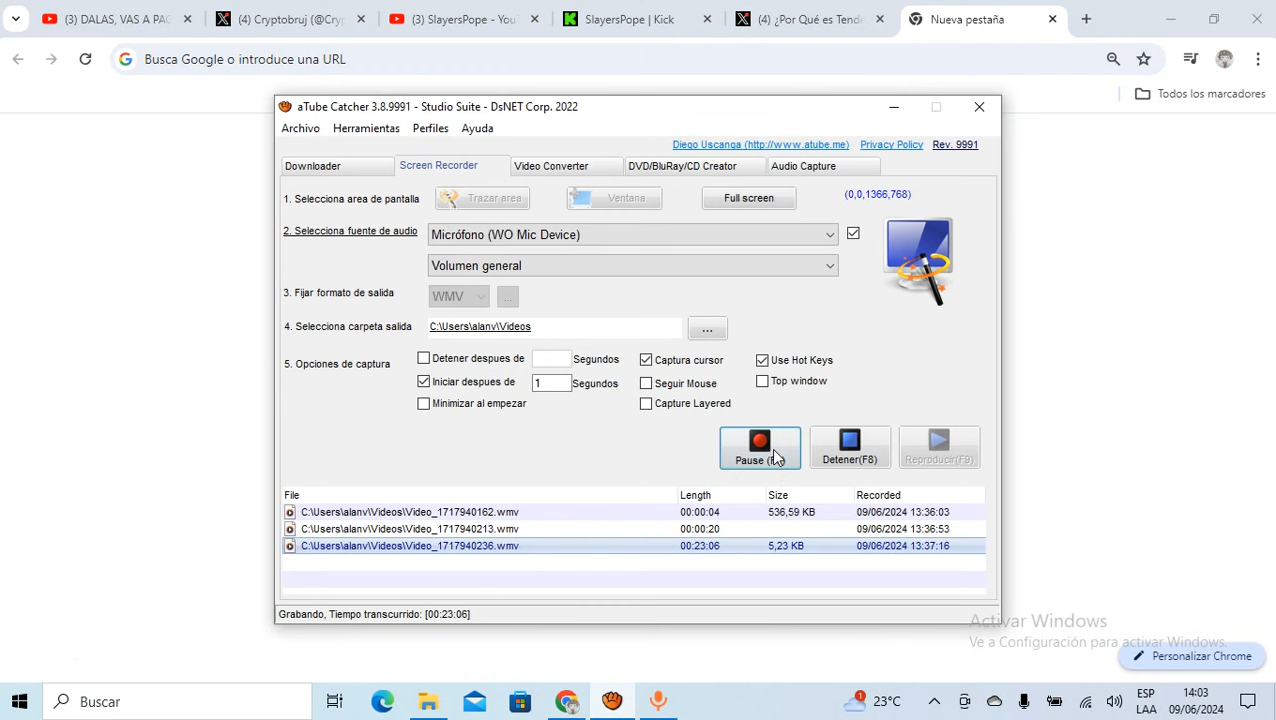 (3) DALAS, VAS A PAG
(4) Cryptobruj (@Cry
(3) SlayersPope - You
SlayersPope | Kick
(4) ¿Por Qué es Tende
Nueva pestaña
Busca Google o introduce una URL
Todos los marcadores
aTube Catcher 3.8.9991 - Studio Suite - DsNET Corp. 2022
Archivo Herramientas Perfiles Ayuda
Diego Uscanga (http://www.atube.me) Privacy Policy Rev. 9991
Downloader Screen Recorder Video Converter DVD/BluRay/CD Creator Audio Capture
1. Selecciona area de pantalla Trazar area Ventana Full screen (0,0,1366,768)
2. Selecciona fuente de audio Micrófono (WO Mic Device)
Volumen general
3. Fijar formato de salida WMV ...
4. Selecciona carpeta salida C:\Users\alanv\Videos ...
5. Opciones de captura Detener despues de Segundos Captura cursor Use Hot Keys
Iniciar despues de 1 Segundos Seguir Mouse Top window
Minimizar al empezar Capture Layered
Pause Detener(F8) Reproducir(F9)
File Length Size Recorded
C:\Users\alanv\Videos\Video_1717940162.wmv 00:00:04 536,59 KB 09/06/2024 13:36:03
C:\Users\alanv\Videos\Video_1717940213.wmv 00:00:20 09/06/2024 13:36:53
C:\Users\alanv\Videos\Video_1717940236.wmv 00:23:06 5,23 KB 09/06/2024 13:37:16
Grabando, Tiempo transcurrido: [00:23:06]
Activar Windows
Ve a Configuración para activar Windows.
Personalizar Chrome
Buscar
1
23°C
ESP
LAA
14:03
09/06/2024